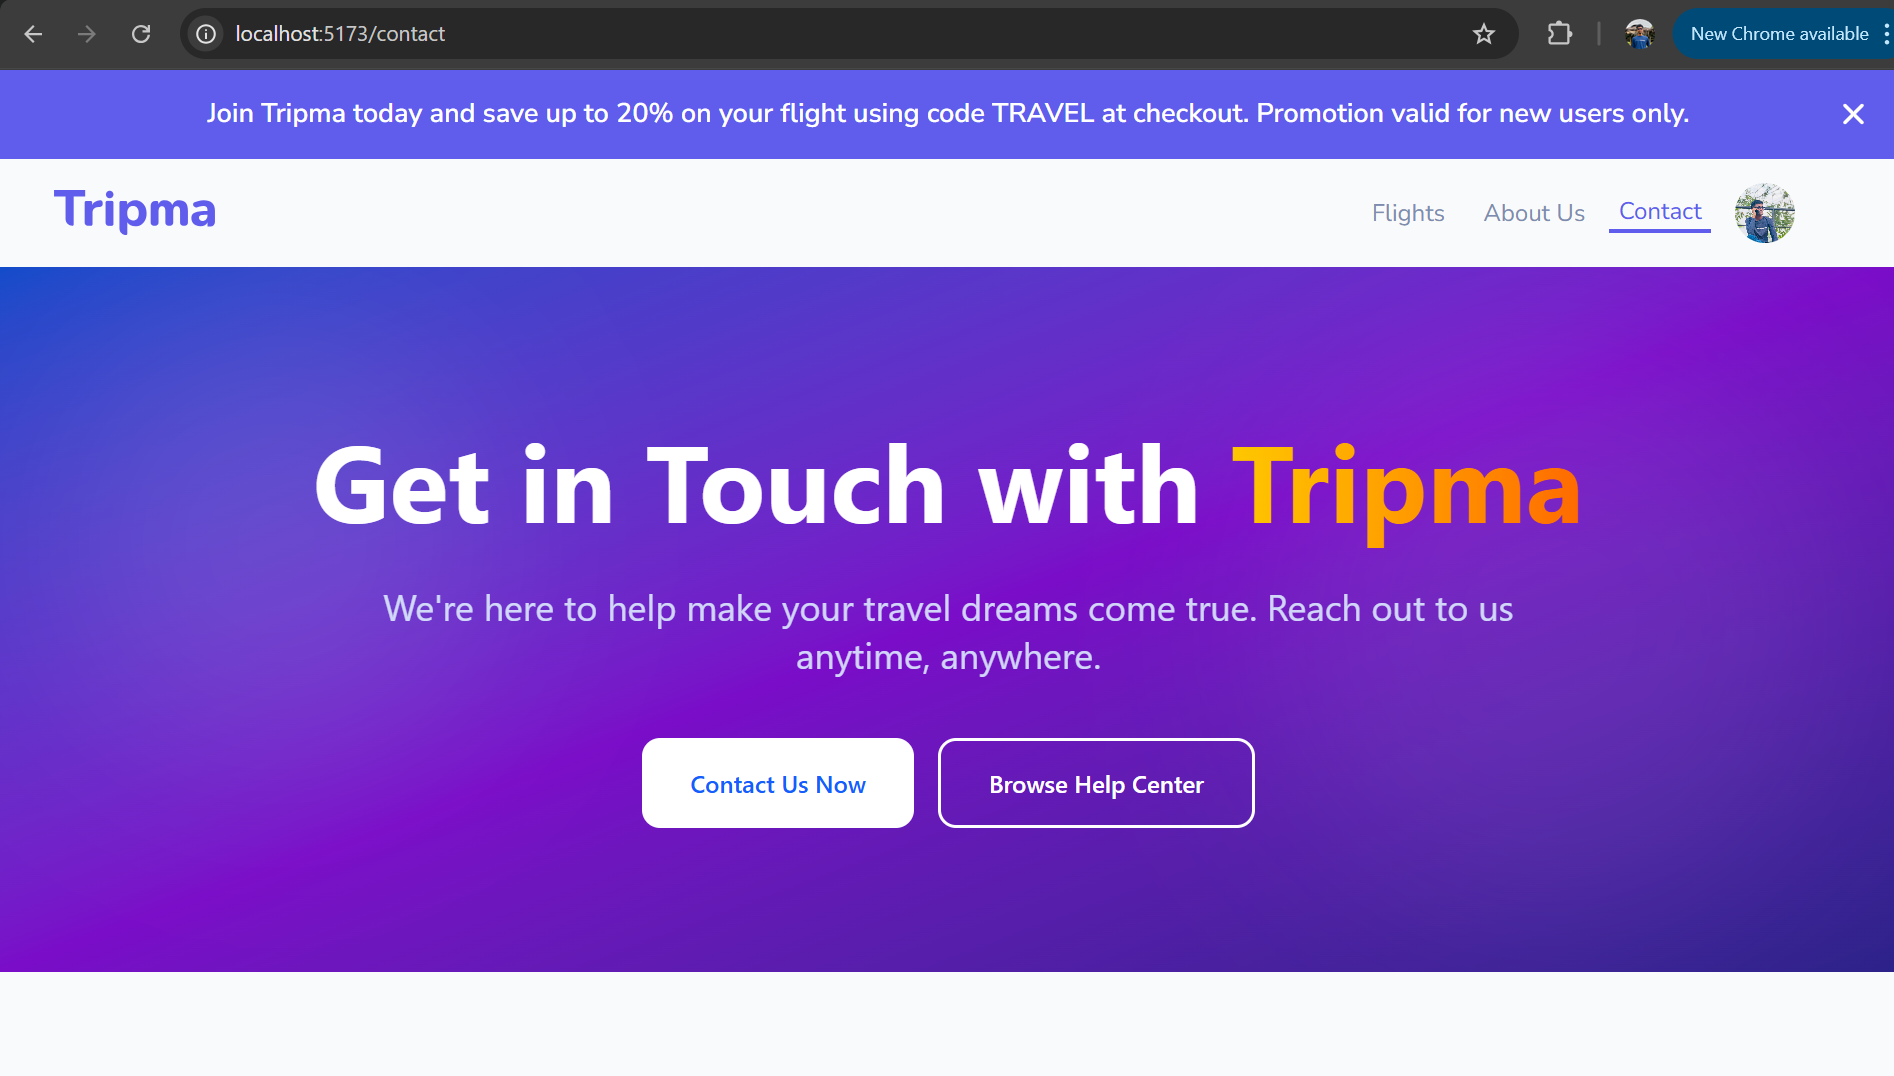 localhost:5173/contact
New Chrome available
Join Tripma today and save up to 20% on your flight using code TRAVEL at checkout. Promotion valid for new users only.
Tripma
Flights
About Us
Contact
Get in Touch with Tripma
We're here to help make your travel dreams come true. Reach out to us
anytime, anywhere.
Contact Us Now
Browse Help Center